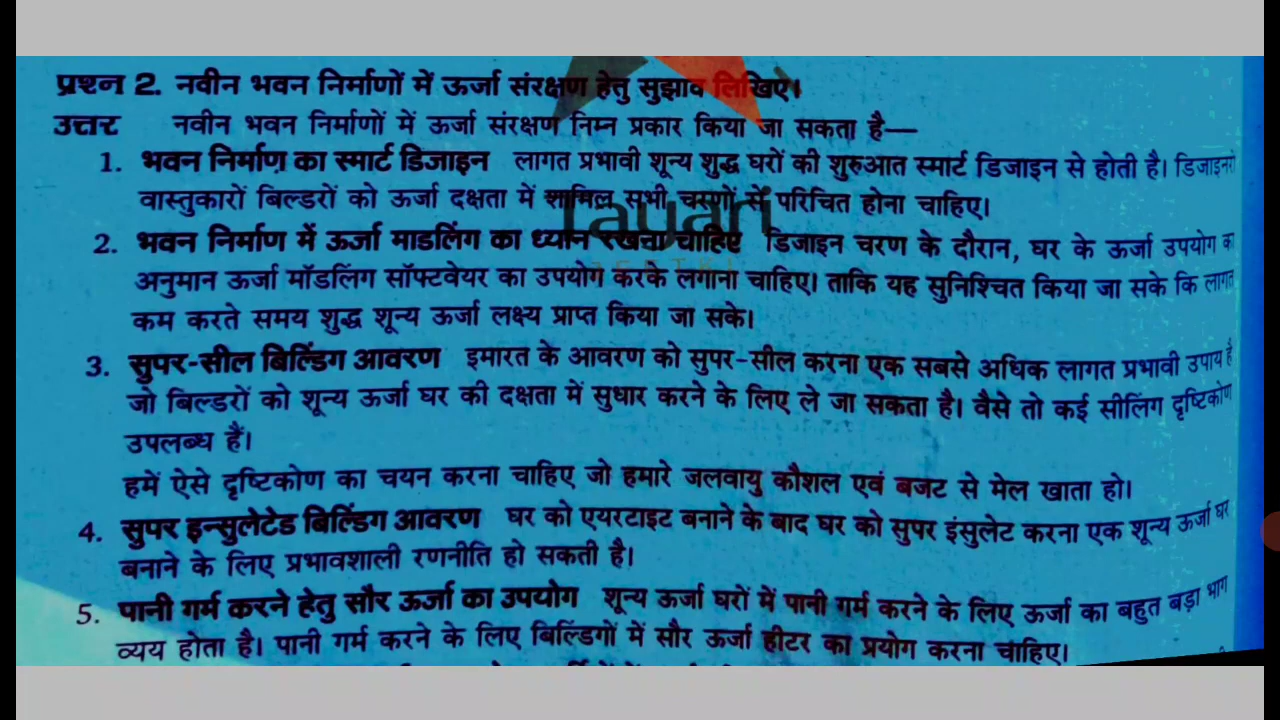 प्रश्न 2. नवीन भवन निर्माणों में ऊर्जा संरक्षण हेतु सुझाव लिखिए।
उत्तर नवीन भवन निर्माणों में ऊर्जा संरक्षण निम्न प्रकार किया जा सकता है—
1. भवन निर्माण का स्मार्ट डिजाइन लागत प्रभावी शून्य शुद्ध घरों की शुरुआत स्मार्ट डिजाइन से होती है। डिजाइनरों
वास्तुकारों बिल्डरों को ऊर्जा दक्षता में शामिल सभी चरणों से परिचित होना चाहिए।
2. भवन निर्माण में ऊर्जा माडलिंग का ध्यान रखना चाहिए डिजाइन चरण के दौरान, घर के ऊर्जा उपयोग का
अनुमान ऊर्जा मॉडलिंग सॉफ्टवेयर का उपयोग करके लगाना चाहिए। ताकि यह सुनिश्चित किया जा सके कि लागत
कम करते समय शुद्ध शून्य ऊर्जा लक्ष्य प्राप्त किया जा सके।
3. सुपर-सील बिल्डिंग आवरण इमारत के आवरण को सुपर-सील करना एक सबसे अधिक लागत प्रभावी उपाय है
जो बिल्डरों को शून्य ऊर्जा घर की दक्षता में सुधार करने के लिए ले जा सकता है। वैसे तो कई सीलिंग दृष्टिकोण
उपलब्ध हैं।
हमें ऐसे दृष्टिकोण का चयन करना चाहिए जो हमारे जलवायु कौशल एवं बजट से मेल खाता हो।
4. सुपर इन्सुलेटेड बिल्डिंग आवरण घर को एयरटाइट बनाने के बाद घर को सुपर इंसुलेट करना एक शून्य ऊर्जा घर
बनाने के लिए प्रभावशाली रणनीति हो सकती है।
5. पानी गर्म करने हेतु सौर ऊर्जा का उपयोग शून्य ऊर्जा घरों में पानी गर्म करने के लिए ऊर्जा का बहुत बड़ा भाग
व्यय होता है। पानी गर्म करने के लिए बिल्डिंगों में सौर ऊर्जा हीटर का प्रयोग करना चाहिए।